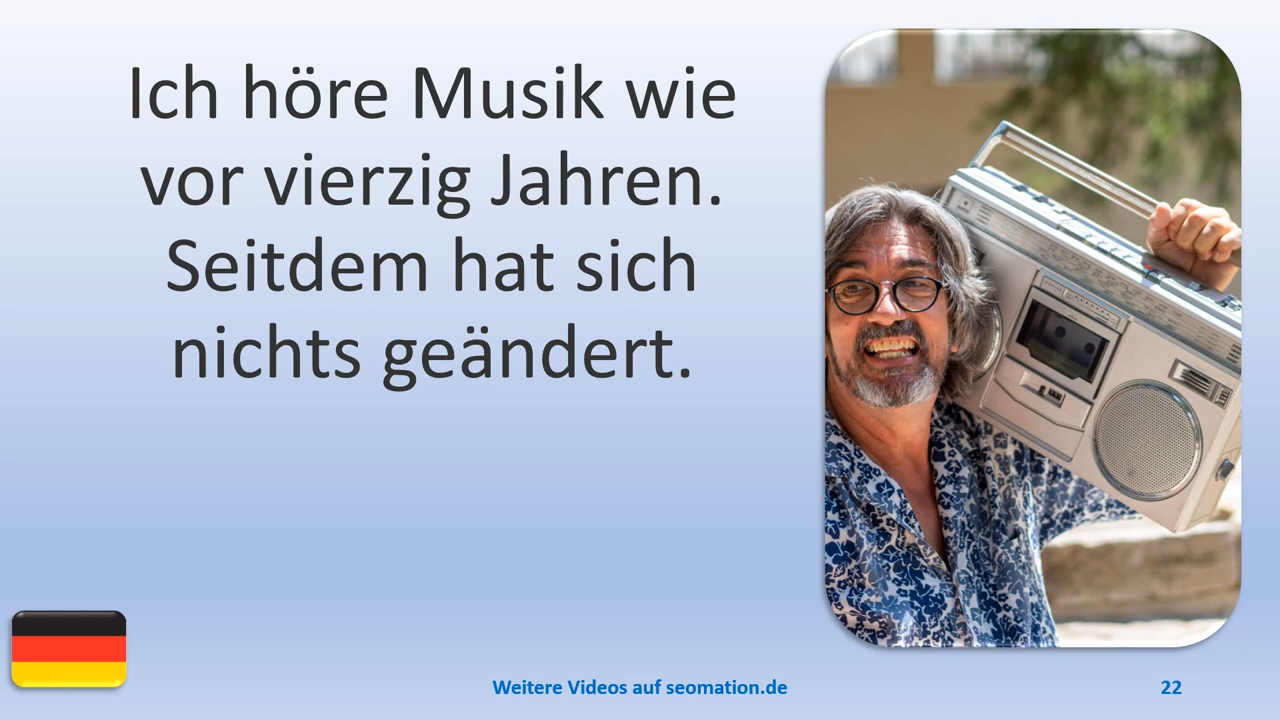 Ich höre Musik wie
vor vierzig Jahren.
Seitdem hat sich
nichts geändert.
Weitere Videos auf seomation.de
22